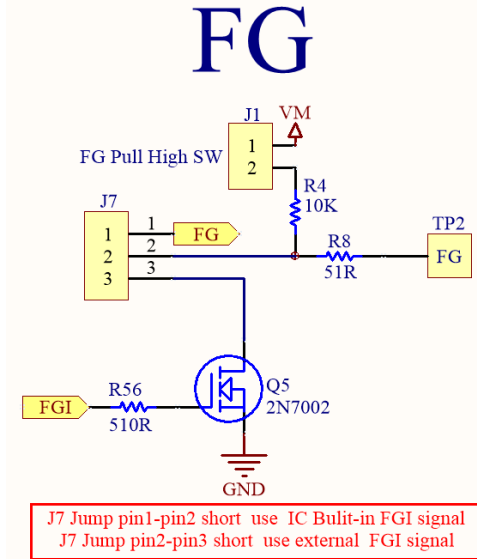 FG
J1
VM
FG Pull High SW
1
2
R4
10K
J7
1
2
3
1
2
3
FG
R8
51R
TP2
FG
FGI
R56
510R
Q5
2N7002
GND
J7 Jump pin1-pin2 short use IC Bulit-in FGI signal
J7 Jump pin2-pin3 short use external FGI signal